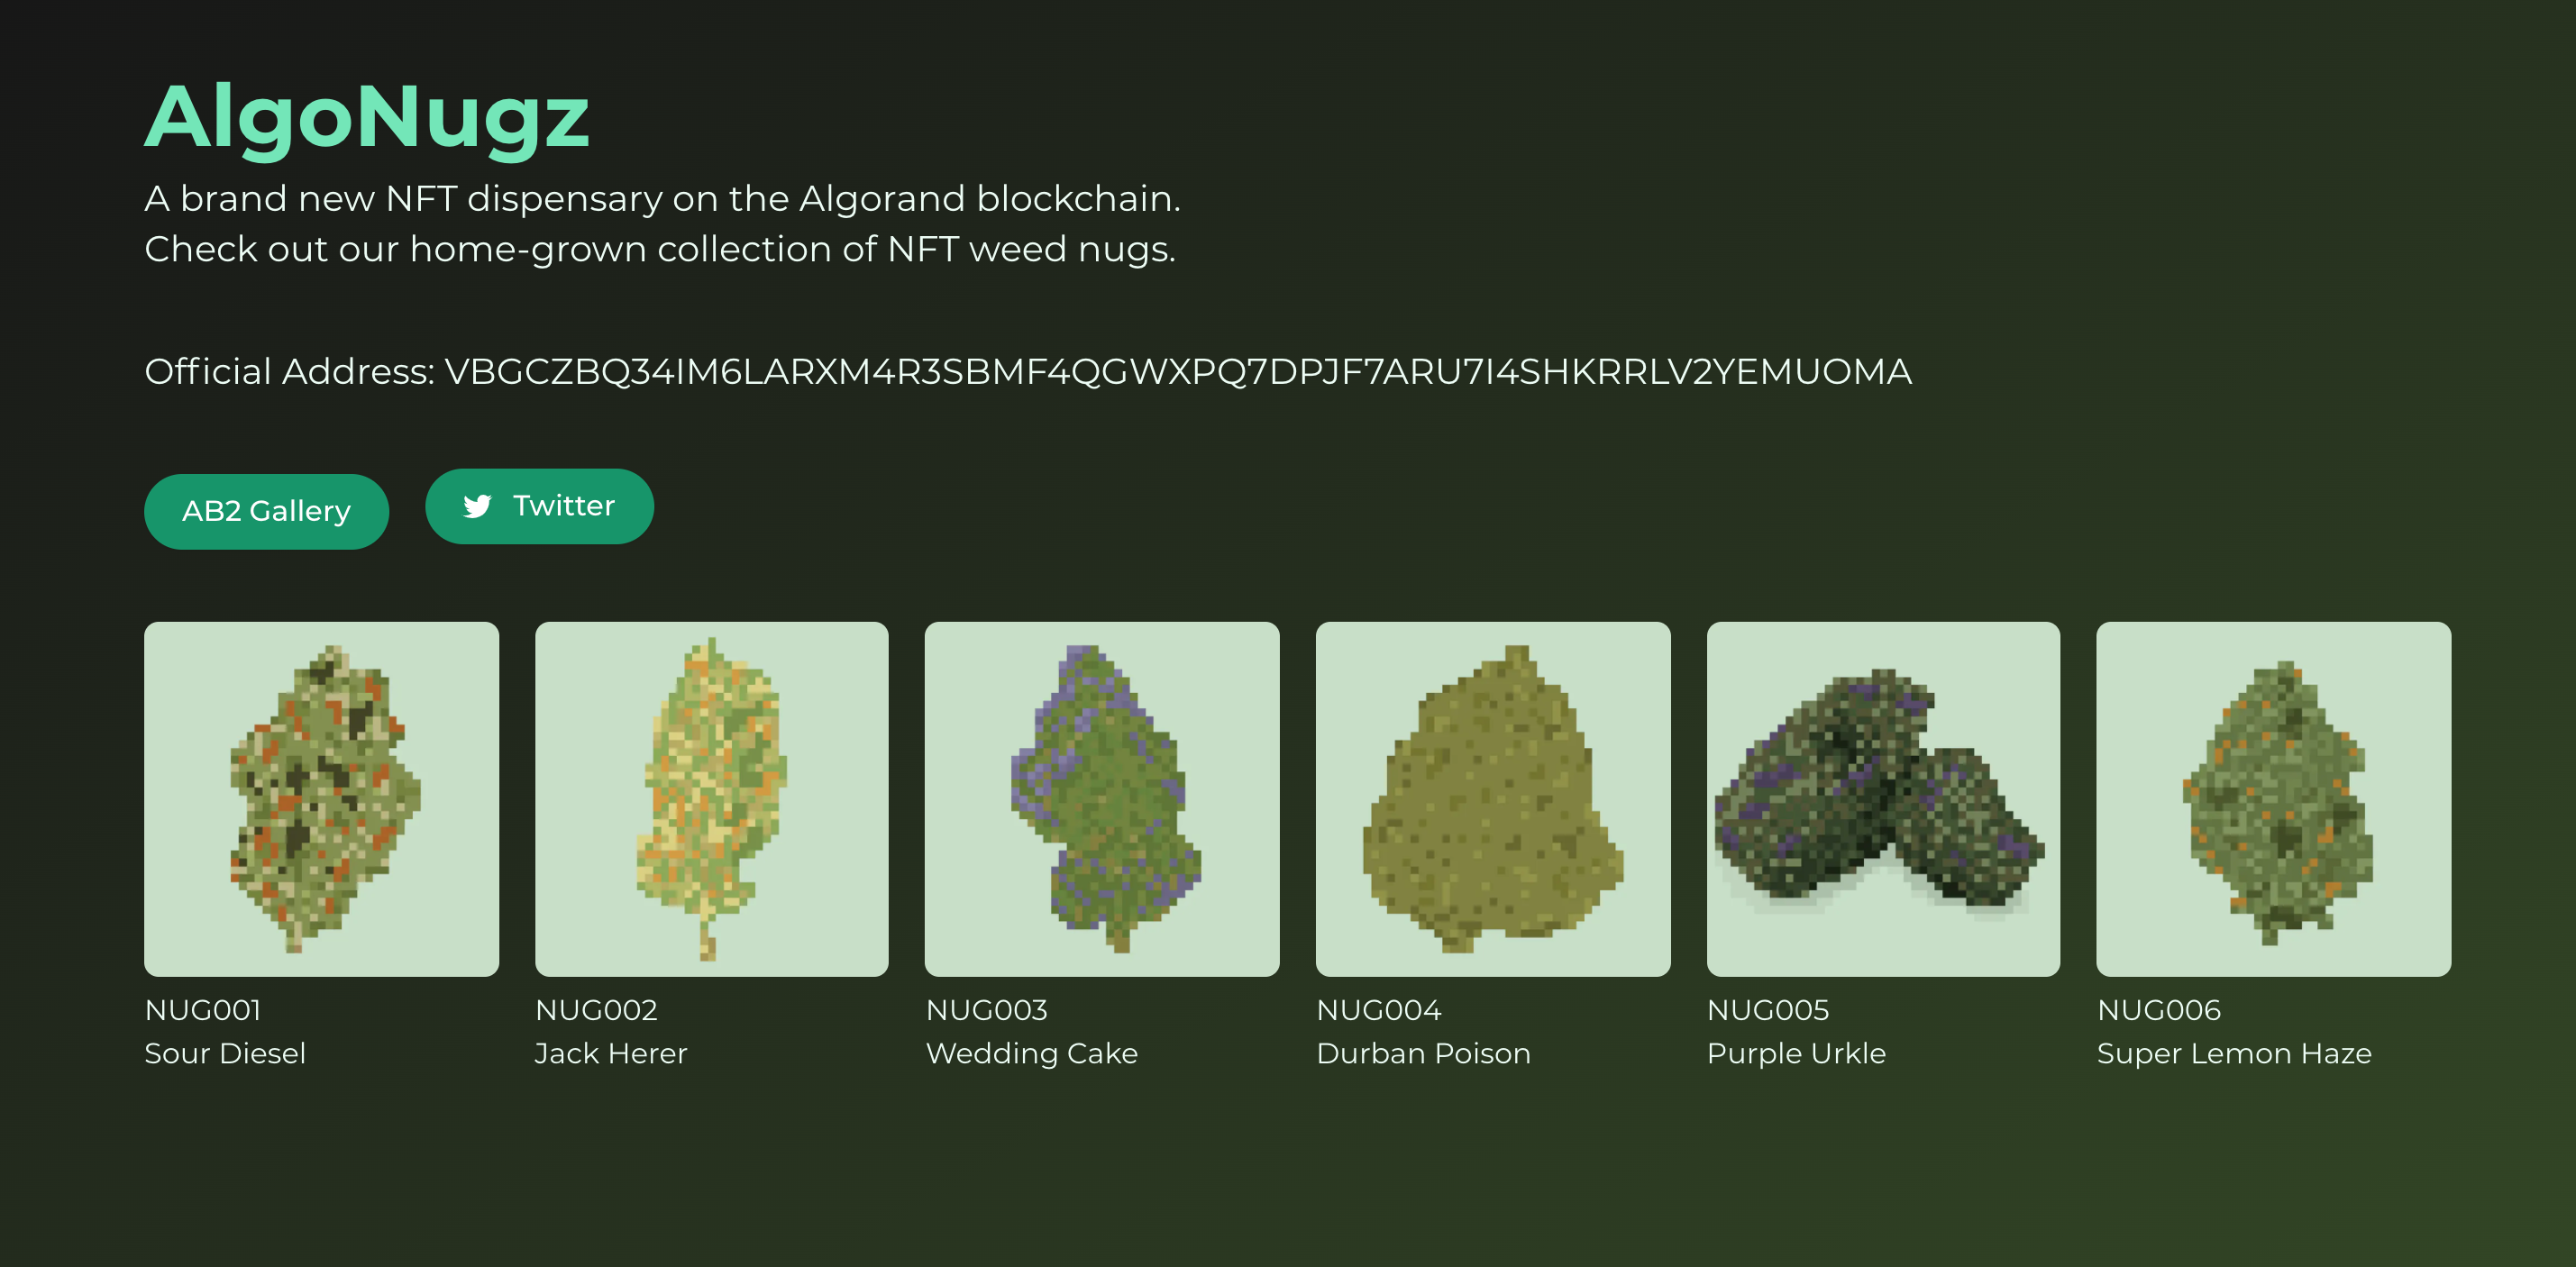 AlgoNugz
A brand new NFT dispensary on the Algorand blockchain.
Check out our home-grown collection of NFT weed nugs.
Official Address: VBGCZBQ34IM6LARXM4R3SBMF4QGWXPQ7DPJF7ARU7I4SHKRRLV2YEMUOMA
AB2 Gallery
Twitter
NUG001
Sour Diesel
NUG002
Jack Herer
NUG003
Wedding Cake
NUG004
Durban Poison
NUG005
Purple Urkle
NUG006
Super Lemon Haze